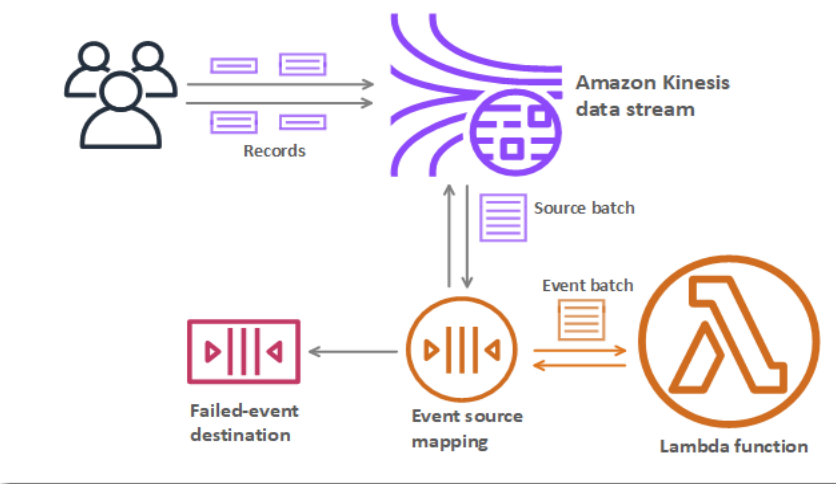 Amazon Kinesis
data stream
Records
Source batch
Event batch
Failed-event
destination
Event source
mapping
Lambda function